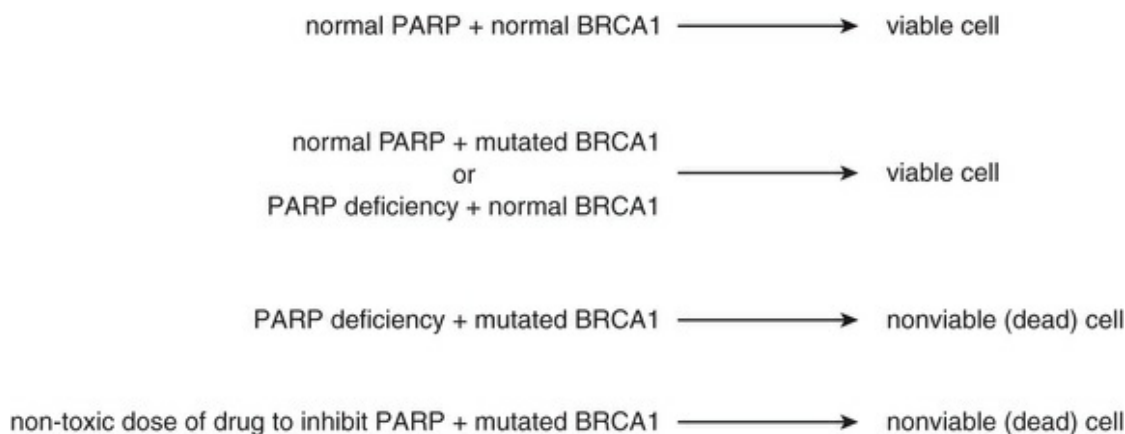 normal PARP + normal BRCA1 viable cell
normal PARP + mutated BRCA1
or
PARP deficiency + normal BRCA1
viable cell
PARP deficiency + mutated BRCA1 nonviable (dead) cell
non-toxic dose of drug to inhibit PARP + mutated BRCA1 nonviable (dead) cell